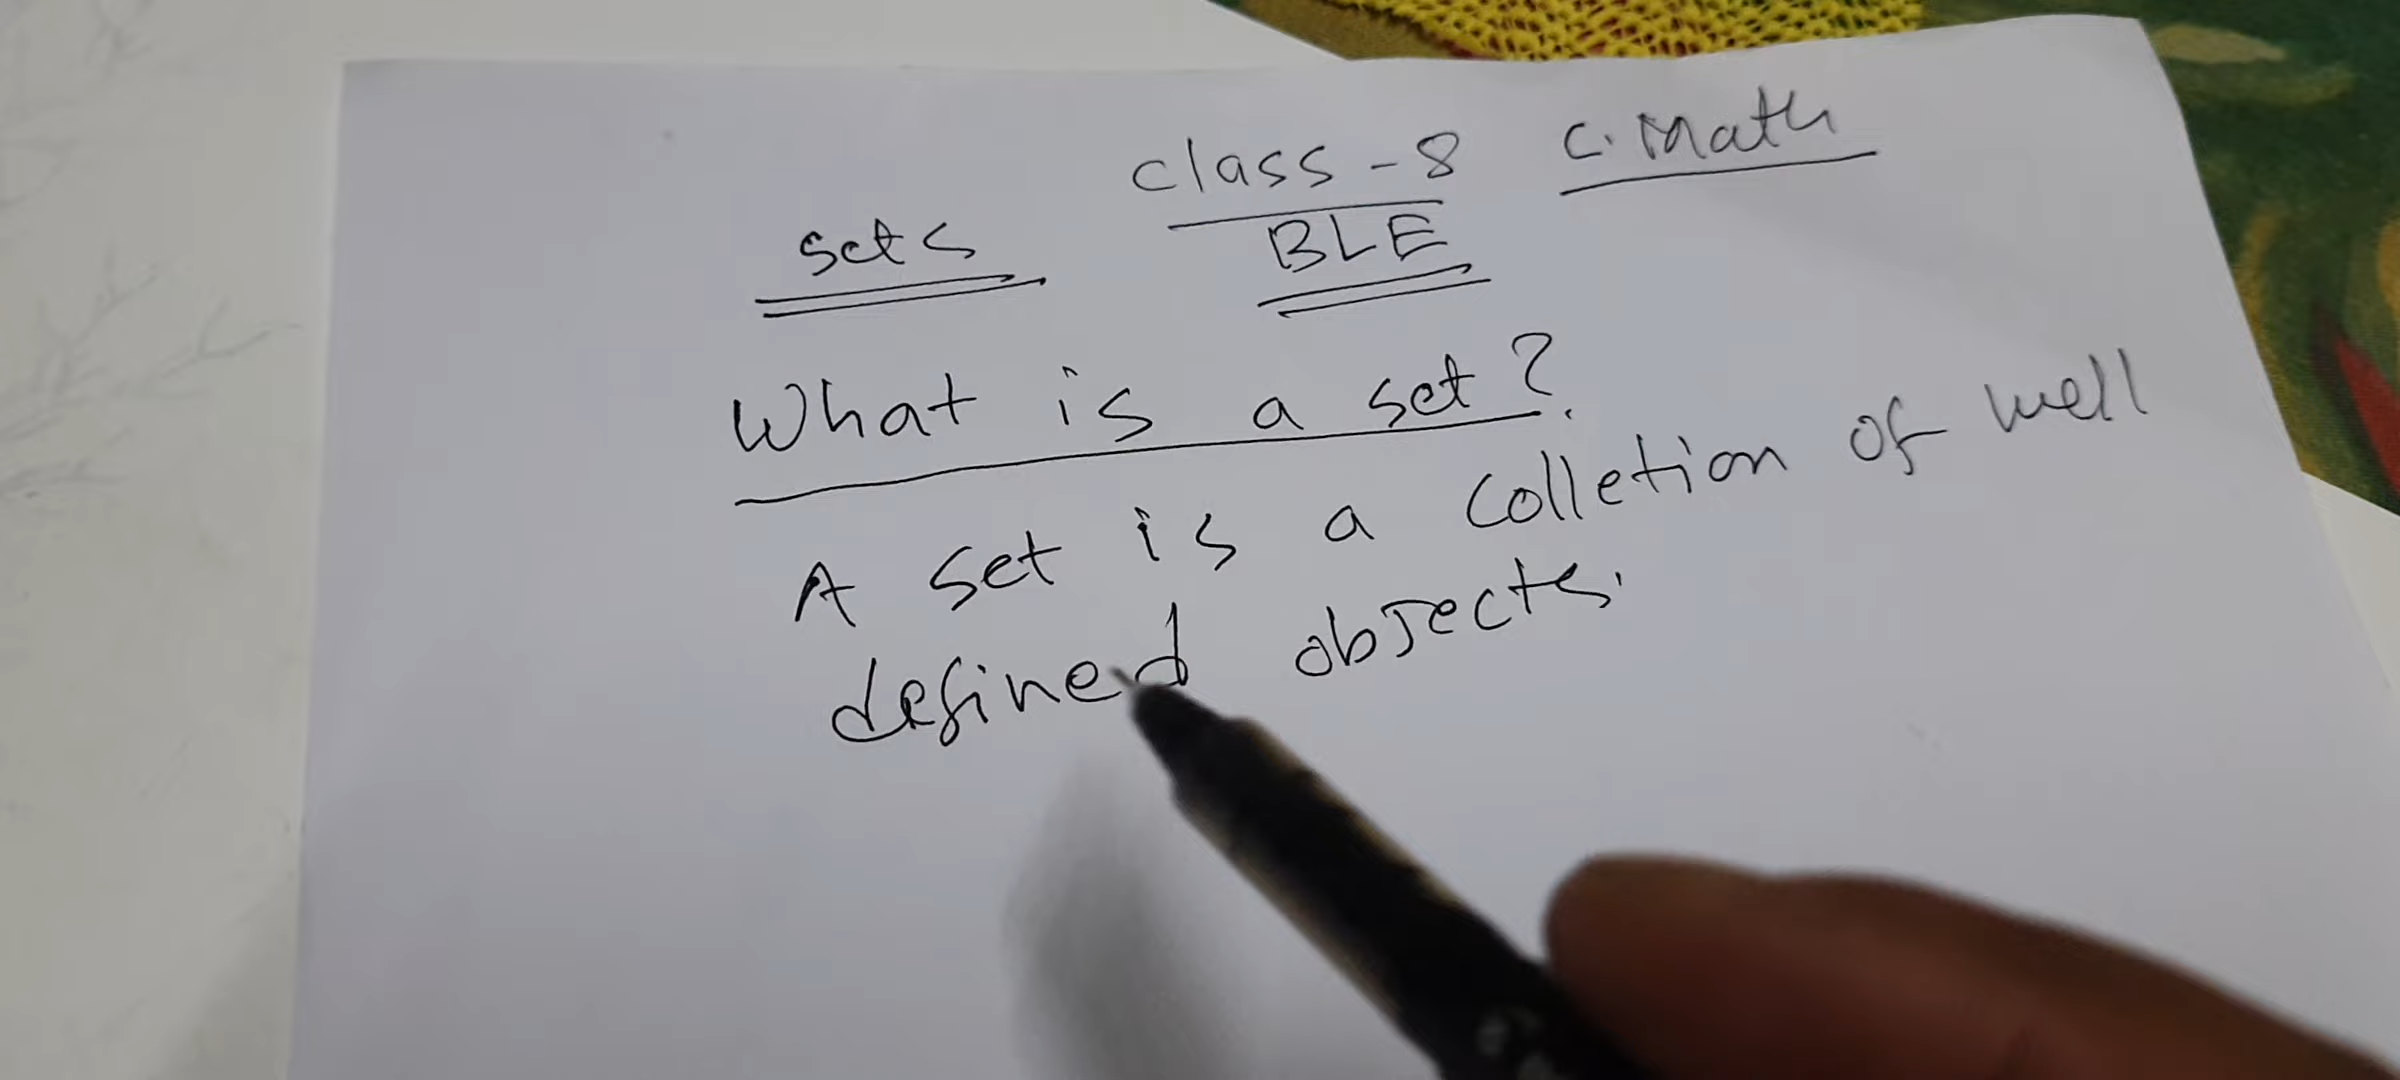 class - 8 C. Math
sets BLE
What is a set?
A set is a colletion of well
defined objects.